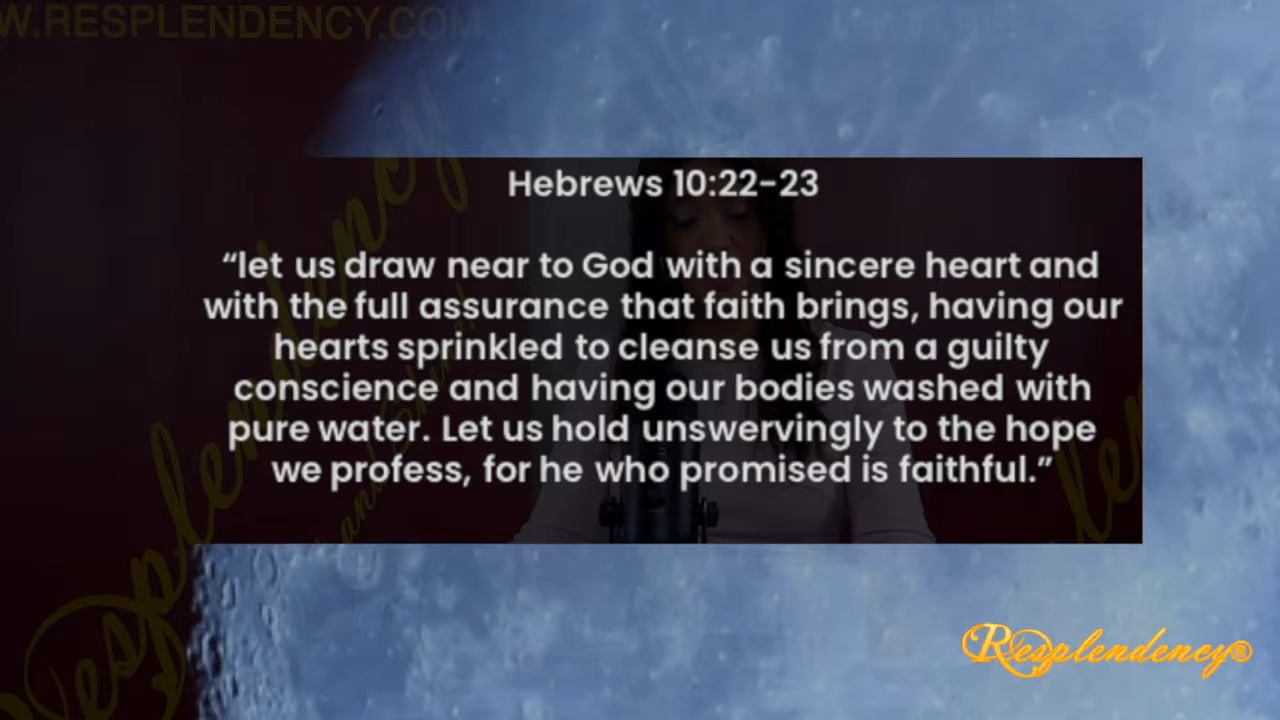 W.RESPLENDENCY.COM
Hebrews 10:22-23
“let us draw near to God with a sincere heart and
with the full assurance that faith brings, having our
hearts sprinkled to cleanse us from a guilty
conscience and having our bodies washed with
pure water. Let us hold unswervingly to the hope
we profess, for he who promised is faithful.”
Resplendency
Resplendency®